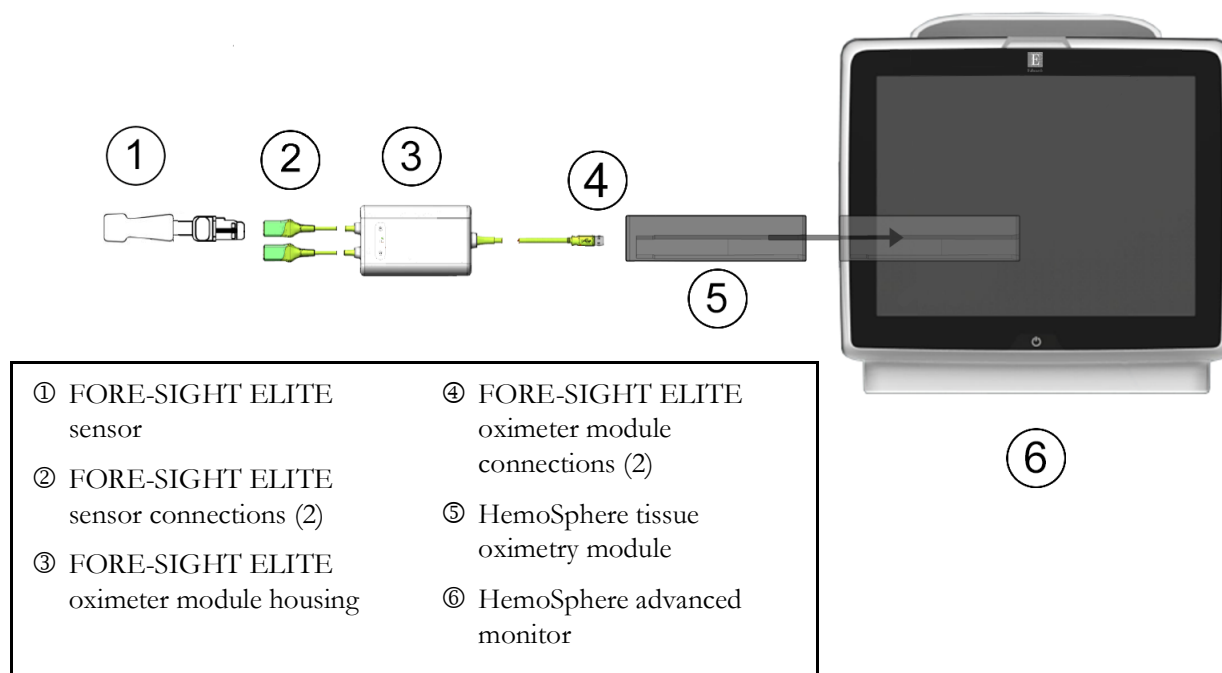 1
2
3
4
5
6
E
① FORE-SIGHT ELITE
sensor
② FORE-SIGHT ELITE
sensor connections (2)
③ FORE-SIGHT ELITE
oximeter module housing
④ FORE-SIGHT ELITE
oximeter module
connections (2)
⑤ HemoSphere tissue
oximetry module
⑥ HemoSphere advanced
monitor